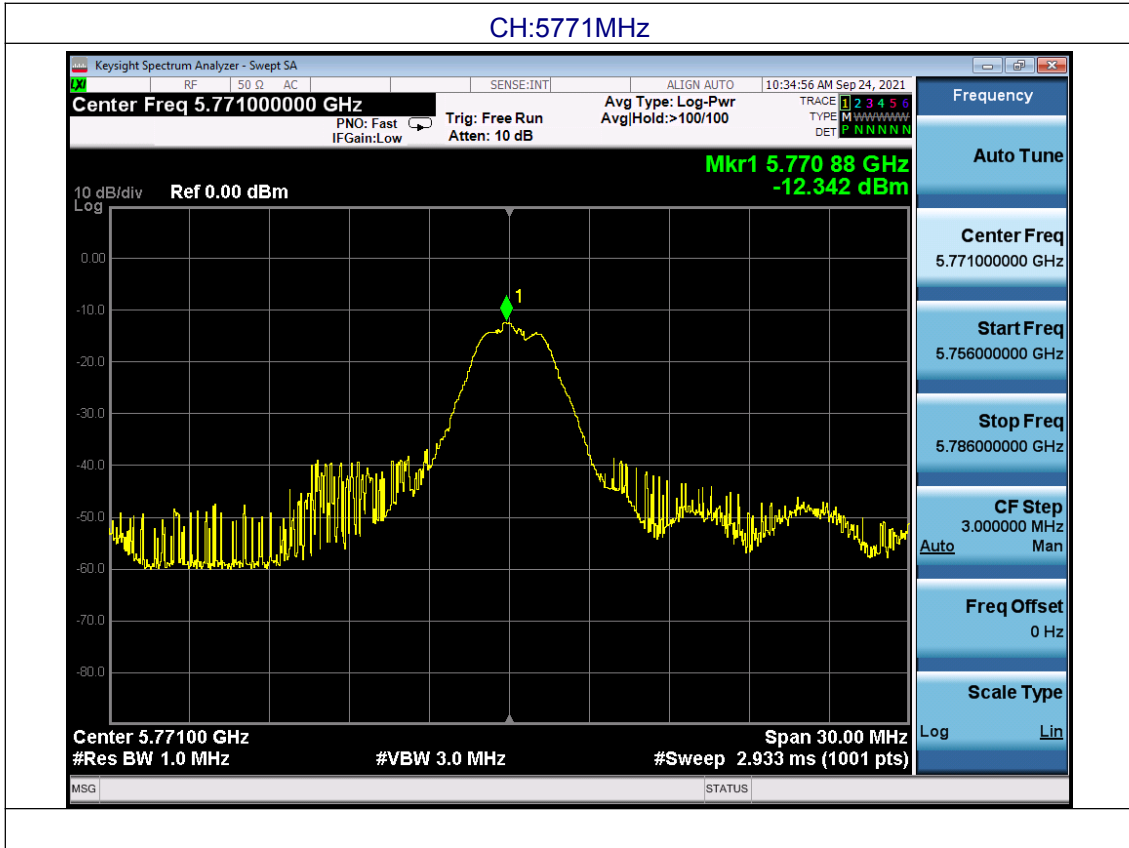 CH:5771MHz
Keysight Spectrum Analyzer - Swept SA
LXI RF 50 Ω AC SENSE:INT ALIGN AUTO 10:34:56 AM Sep 24, 2021
Center Freq 5.771000000 GHz
PNO: Fast
IFGain:Low
Trig: Free Run
Atten: 10 dB
Avg Type: Log-Pwr
Avg|Hold:>100/100
TRACE 1 2 3 4 5 6
TYPE M WWWWW
DET P N N N N N
Mkr1 5.770 88 GHz
-12.342 dBm
10 dB/div Ref 0.00 dBm
Log
0.00
-10.0
-20.0
-30.0
-40.0
-50.0
-60.0
-70.0
-80.0
1
Center 5.77100 GHz Span 30.00 MHz
#Res BW 1.0 MHz #VBW 3.0 MHz #Sweep 2.933 ms (1001 pts)
MSG STATUS
Frequency
Auto Tune
Center Freq
5.771000000 GHz
Start Freq
5.756000000 GHz
Stop Freq
5.786000000 GHz
CF Step
3.000000 MHz
Auto Man
Freq Offset
0 Hz
Scale Type
Log Lin